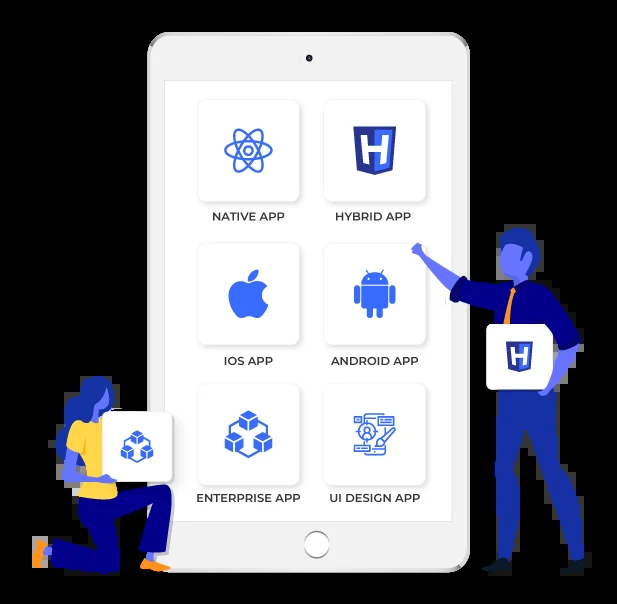 NATIVE APP
HYBRID APP
IOS APP
ANDROID APP
ENTERPRISE APP
UI DESIGN APP
H
H